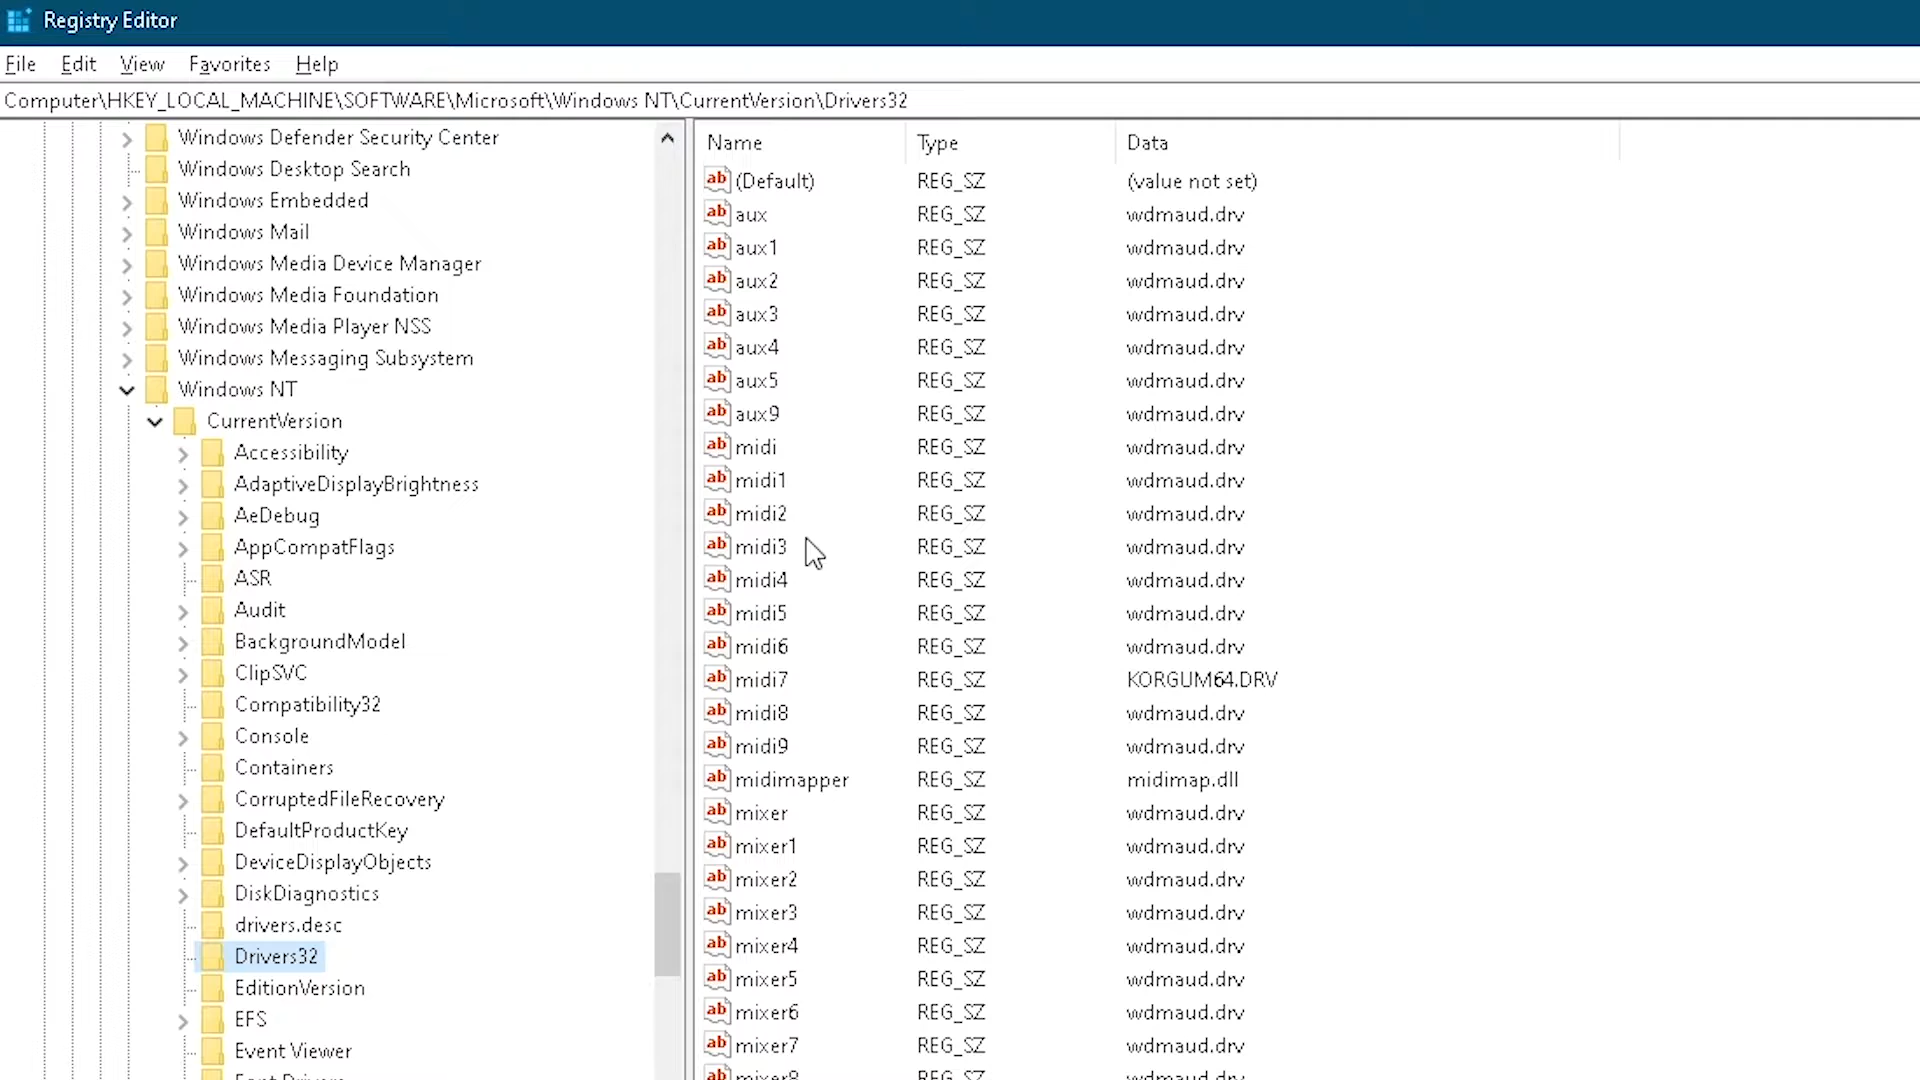 Registry Editor
File Edit View Favorites Help
Computer\HKEY_LOCAL_MACHINE\SOFTWARE\Microsoft\Windows NT\CurrentVersion\Drivers32
Windows Defender Security Center
Windows Desktop Search
Windows Embedded
Windows Mail
Windows Media Device Manager
Windows Media Foundation
Windows Media Player NSS
Windows Messaging Subsystem
Windows NT
CurrentVersion
Accessibility
AdaptiveDisplayBrightness
AeDebug
AppCompatFlags
ASR
Audit
BackgroundModel
ClipSVC
Compatibility32
Console
Containers
CorruptedFileRecovery
DefaultProductKey
DeviceDisplayObjects
DiskDiagnostics
drivers.desc
Drivers32
EditionVersion
EFS
Event Viewer
Name Type Data
(Default) REG_SZ (value not set)
aux REG_SZ wdmaud.drv
aux1 REG_SZ wdmaud.drv
aux2 REG_SZ wdmaud.drv
aux3 REG_SZ wdmaud.drv
aux4 REG_SZ wdmaud.drv
aux5 REG_SZ wdmaud.drv
aux9 REG_SZ wdmaud.drv
midi REG_SZ wdmaud.drv
midi1 REG_SZ wdmaud.drv
midi2 REG_SZ wdmaud.drv
midi3 REG_SZ wdmaud.drv
midi4 REG_SZ wdmaud.drv
midi5 REG_SZ wdmaud.drv
midi6 REG_SZ wdmaud.drv
midi7 REG_SZ KORGUM64.DRV
midi8 REG_SZ wdmaud.drv
midi9 REG_SZ wdmaud.drv
midimapper REG_SZ midimap.dll
mixer REG_SZ wdmaud.drv
mixer1 REG_SZ wdmaud.drv
mixer2 REG_SZ wdmaud.drv
mixer3 REG_SZ wdmaud.drv
mixer4 REG_SZ wdmaud.drv
mixer5 REG_SZ wdmaud.drv
mixer6 REG_SZ wdmaud.drv
mixer7 REG_SZ wdmaud.drv
mixer8 REG_SZ wdmaud.drv